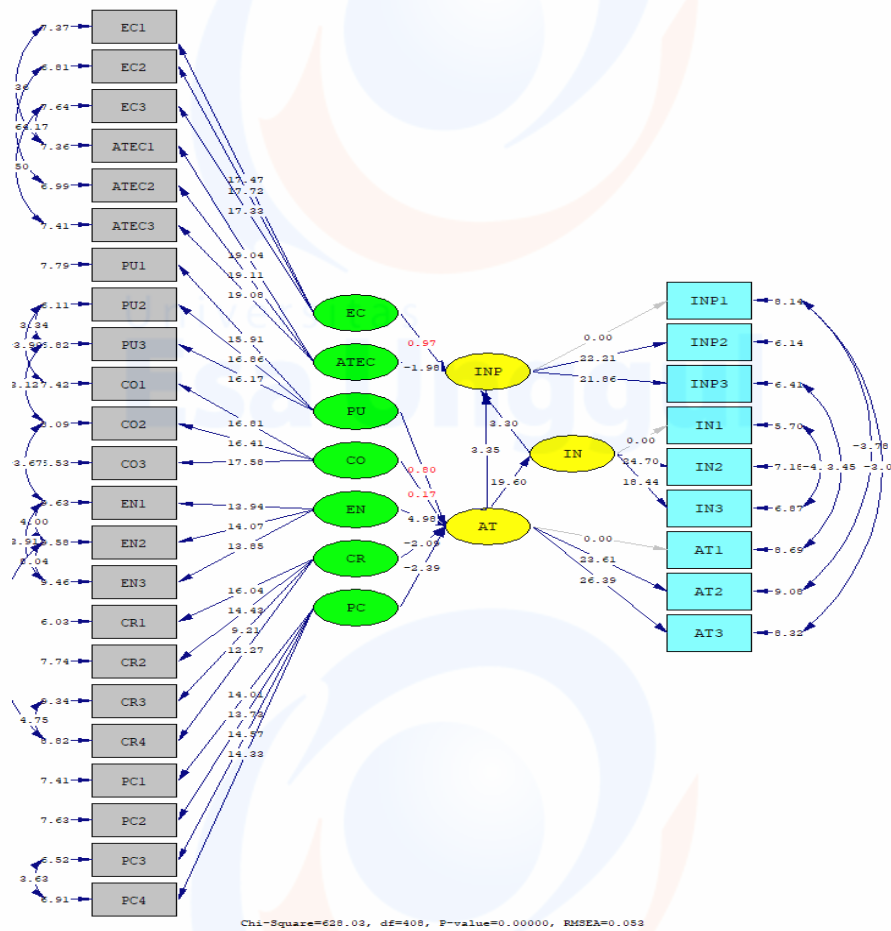 7.37 EC1
6.81 EC2
7.64 EC3
7.36 ATEC1
6.99 ATEC2
7.41 ATEC3
7.79 PU1
PU2
PU3
7.42 CO1
CO2
CO3
EN1
EN2
EN3
6.03 CR1
7.74 CR2
CR3
CR4
7.41 PC1
7.63 PC2
6.52 PC3
6.91 PC4
3.34
4.00
4.75
3.63
17.47
17.72
17.33
19.04
19.11
19.08
15.91
16.86
16.17
16.81
16.41
17.58
13.94
14.07
13.85
16.04
14.43
9.21
12.27
14.01
13.73
14.57
14.33
EC
ATEC
PU
CO
EN
CR
PC
0.97
-1.98
0.80
0.17
4.98
-2.09
-2.39
INP
IN
AT
3.30
3.35
19.60
0.00
22.21
21.86
0.00
24.70
18.44
0.00
23.61
26.39
INP1 8.14
INP2 6.14
INP3 6.41
IN1 5.70
IN2
IN3 6.87
AT1 8.69
AT2 9.08
AT3 8.32
3.45
-3.78
Universitas
Esa Unggul
Chi-Square=628.03, df=408, P-value=0.00000, RMSEA=0.053